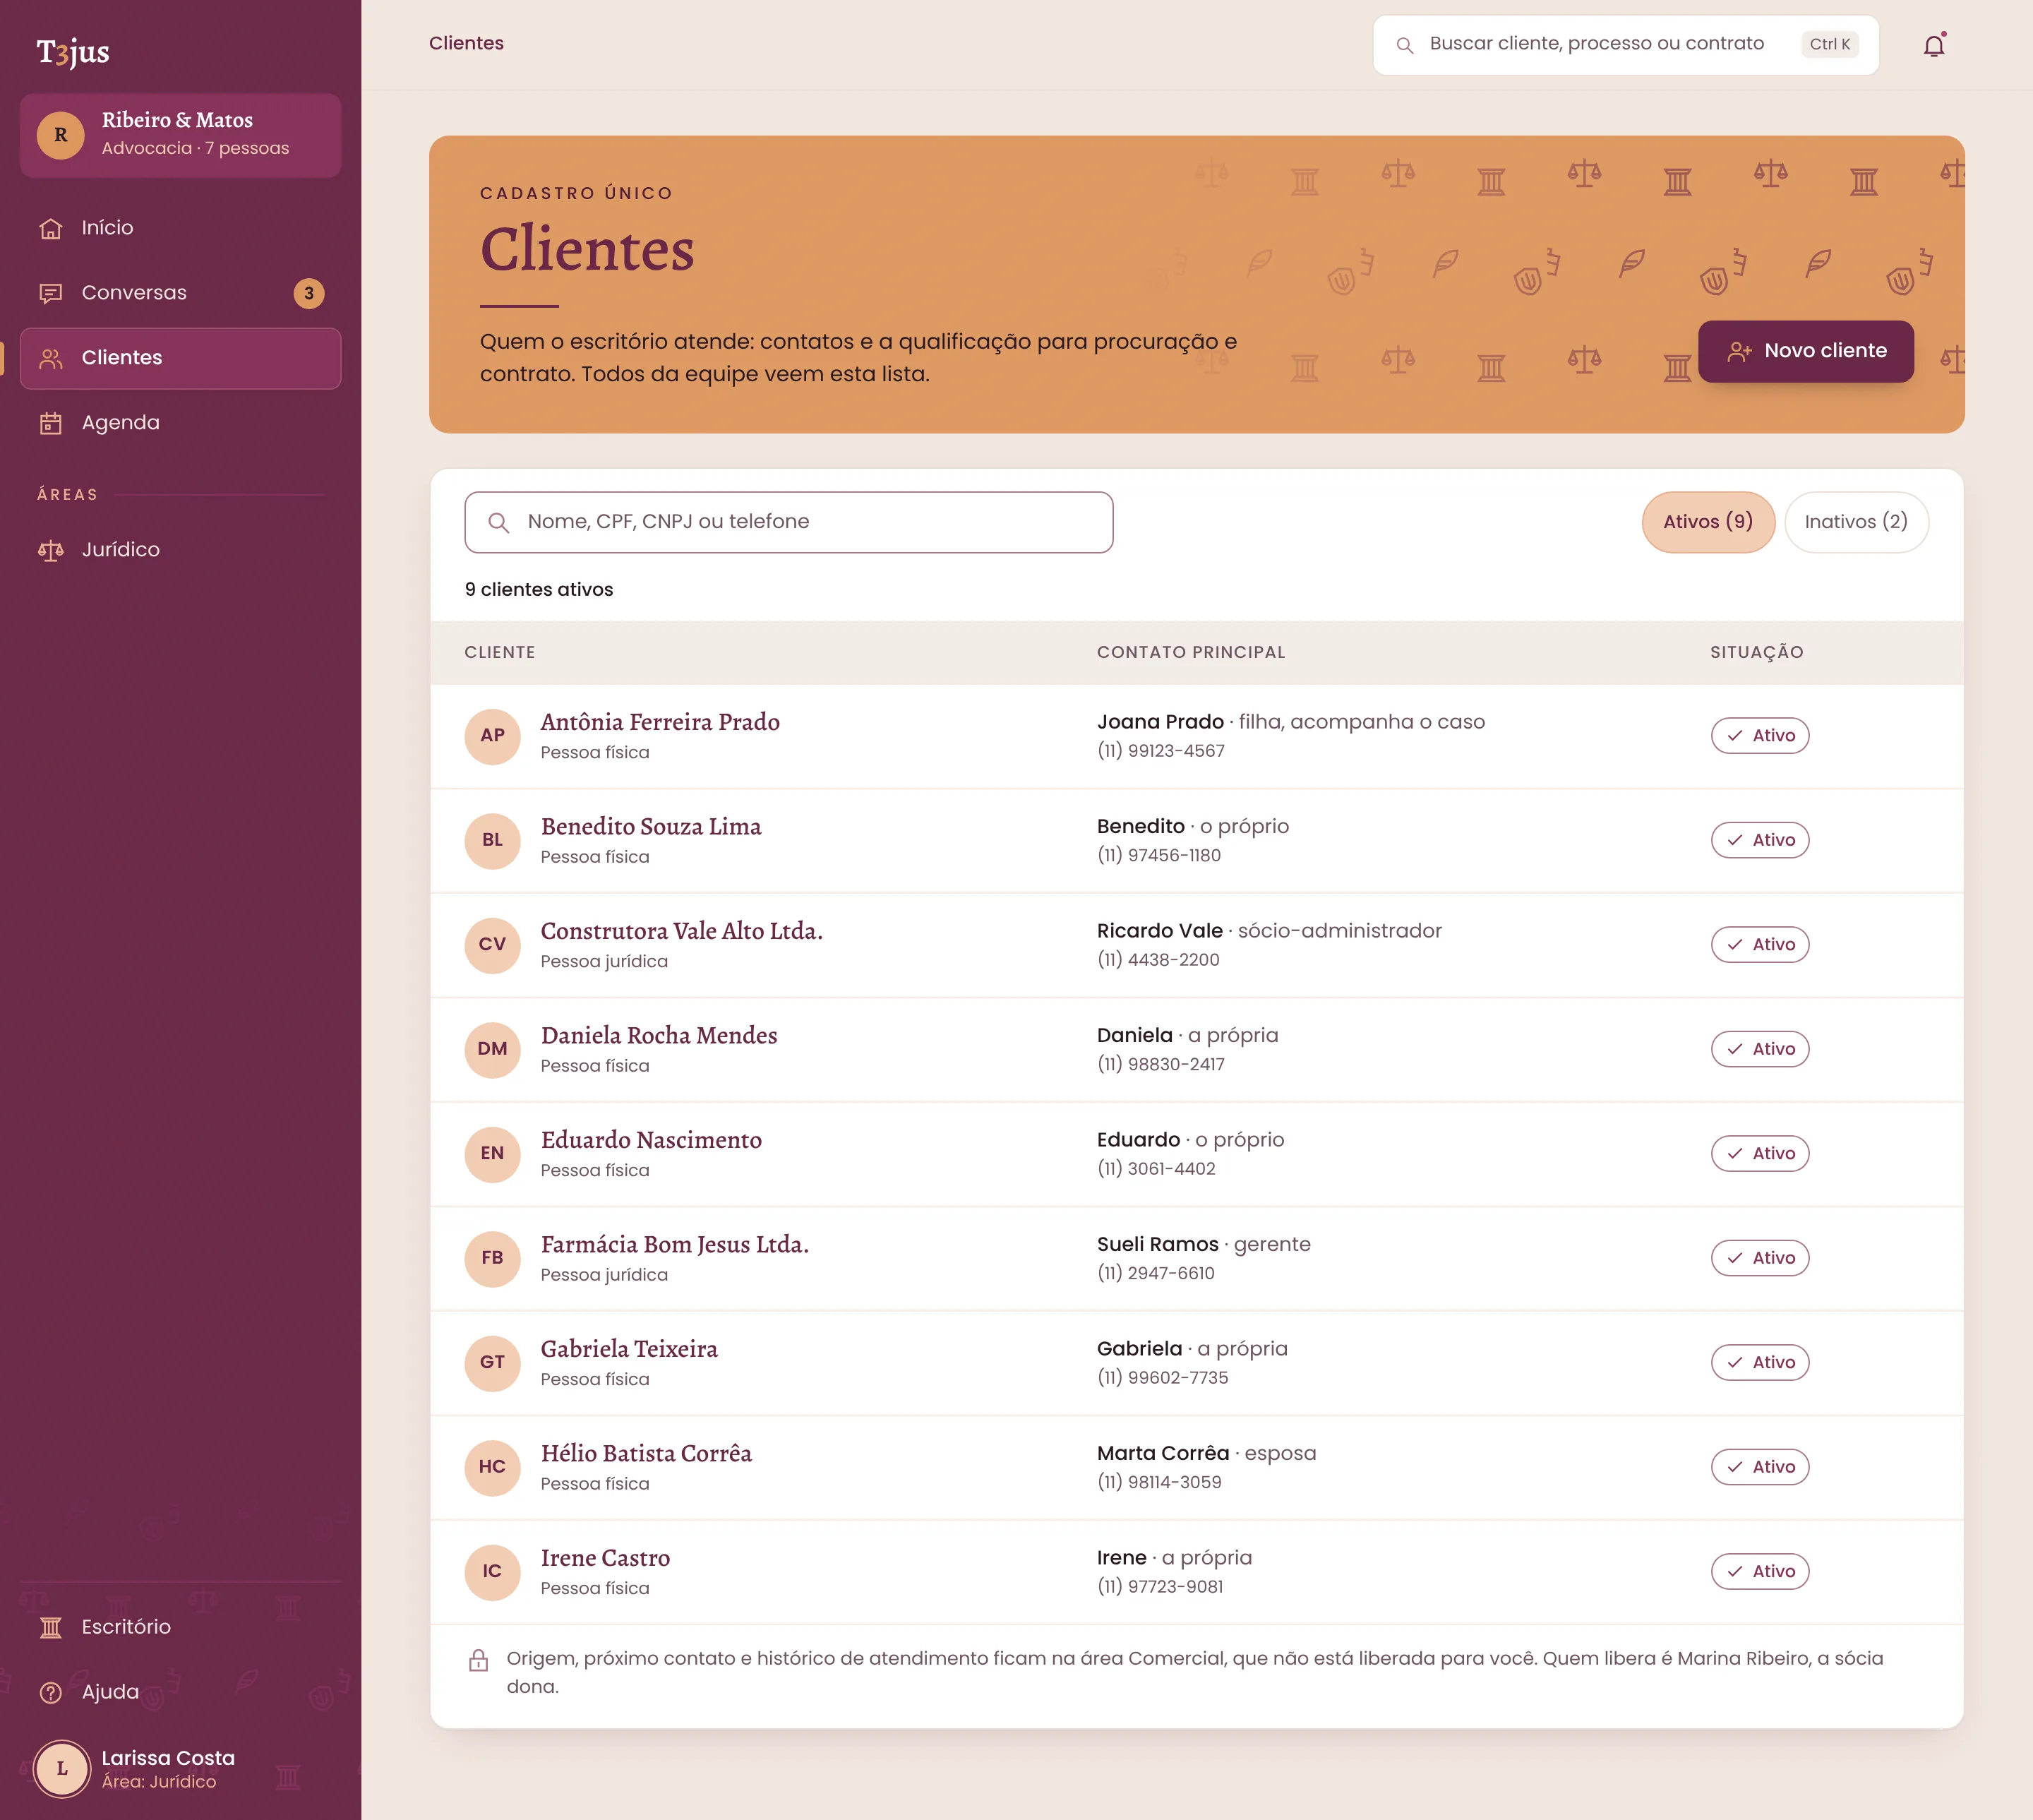 T3jus
R
Ribeiro & Matos
Advocacia · 7 pessoas
Início
Conversas
3
Clientes
Agenda
ÁREAS
Jurídico
Escritório
Ajuda
L
Larissa Costa
Área: Jurídico
Clientes
Buscar cliente, processo ou contrato
Ctrl K
CADASTRO ÚNICO
Clientes
Quem o escritório atende: contatos e a qualificação para procuração e
contrato. Todos da equipe veem esta lista.
Novo cliente
Nome, CPF, CNPJ ou telefone
Ativos (9)
Inativos (2)
9 clientes ativos
CLIENTE
CONTATO PRINCIPAL
SITUAÇÃO
AP
Antônia Ferreira Prado
Pessoa física
Joana Prado · filha, acompanha o caso
(11) 99123-4567
Ativo
BL
Benedito Souza Lima
Pessoa física
Benedito · o próprio
(11) 97456-1180
Ativo
CV
Construtora Vale Alto Ltda.
Pessoa jurídica
Ricardo Vale · sócio-administrador
(11) 4438-2200
Ativo
DM
Daniela Rocha Mendes
Pessoa física
Daniela · a própria
(11) 98830-2417
Ativo
EN
Eduardo Nascimento
Pessoa física
Eduardo · o próprio
(11) 3061-4402
Ativo
FB
Farmácia Bom Jesus Ltda.
Pessoa jurídica
Sueli Ramos · gerente
(11) 2947-6610
Ativo
GT
Gabriela Teixeira
Pessoa física
Gabriela · a própria
(11) 99602-7735
Ativo
HC
Hélio Batista Corrêa
Pessoa física
Marta Corrêa · esposa
(11) 98114-3059
Ativo
IC
Irene Castro
Pessoa física
Irene · a própria
(11) 97723-9081
Ativo
Origem, próximo contato e histórico de atendimento ficam na área Comercial, que não está liberada para você. Quem libera é Marina Ribeiro, a sócia
dona.